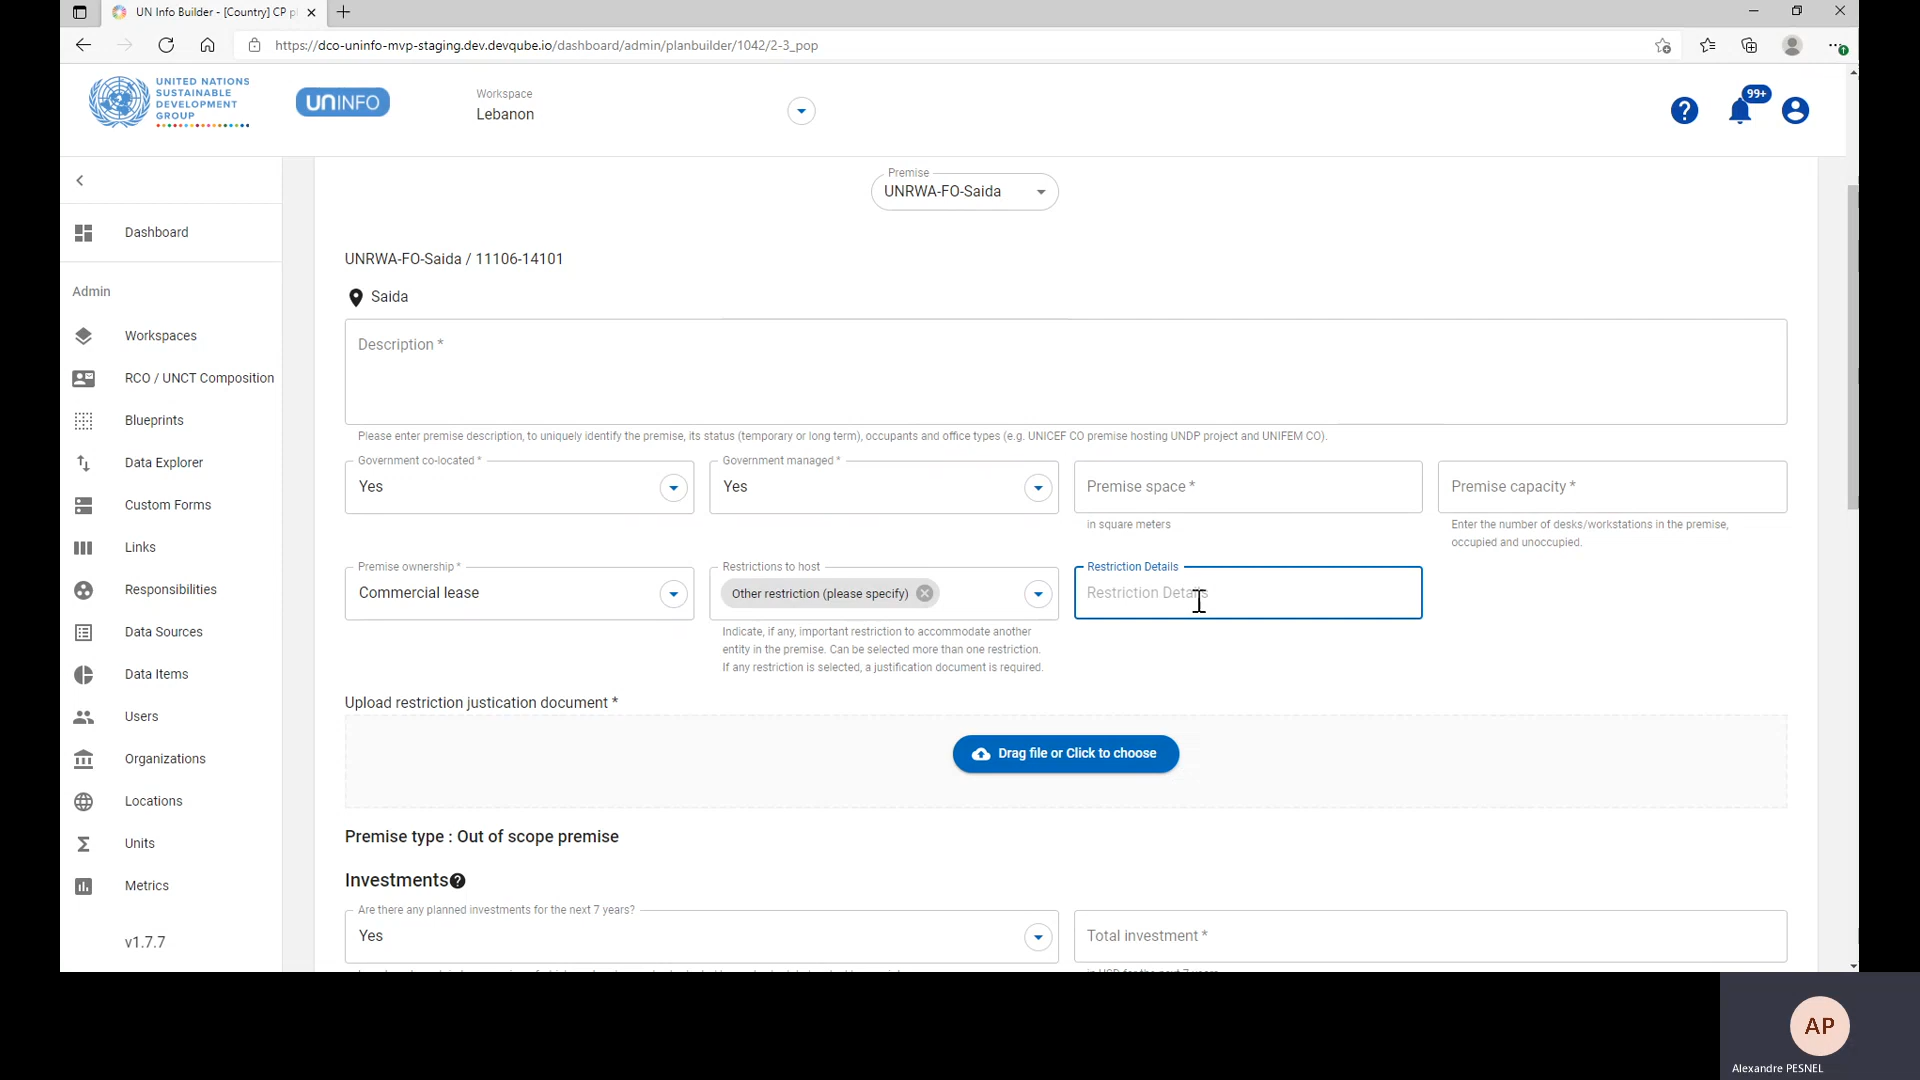 UN Info Builder - [Country] CP pl
https://dco-uninfo-mvp-staging.dev.devqube.io/dashboard/admin/planbuilder/1042/2-3_pop
UNITED NATIONS
SUSTAINABLE
DEVELOPMENT
GROUP
UNINFO
Workspace
Lebanon
99+
Dashboard
Admin
Workspaces
RCO / UNCT Composition
Blueprints
Data Explorer
Custom Forms
Links
Responsibilities
Data Sources
Data Items
Users
Organizations
Locations
Units
Metrics
v1.7.7
Premise
UNRWA-FO-Saida
UNRWA-FO-Saida / 11106-14101
Saida
Description *
Please enter premise description, to uniquely identify the premise, its status (temporary or long term), occupants and office types (e.g. UNICEF CO premise hosting UNDP project and UNIFEM CO).
Government co-located *
Yes
Government managed *
Yes
Premise space *
in square meters
Premise capacity *
Enter the number of desks/workstations in the premise,
occupied and unoccupied.
Premise ownership *
Commercial lease
Restrictions to host
Other restriction (please specify)
Indicate, if any, important restriction to accommodate another
entity in the premise. Can be selected more than one restriction.
If any restriction is selected, a justification document is required.
Restriction Details
Restriction Details
Upload restriction justication document *
Drag file or Click to choose
Premise type : Out of scope premise
Investments
Are there any planned investments for the next 7 years?
Yes
Total investment *
AP
Alexandre PESNEL